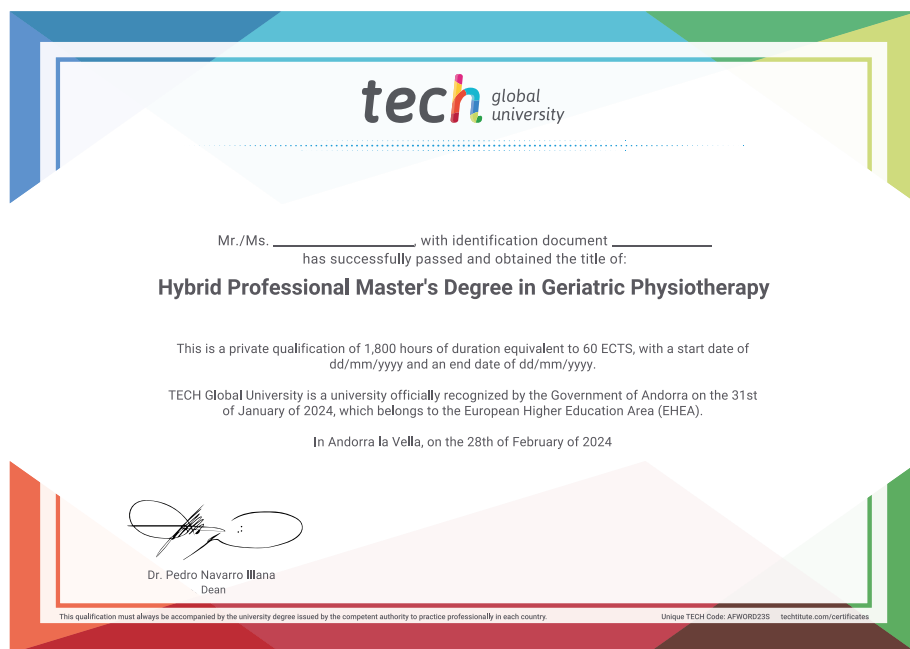 tech global university
Mr./Ms. ________________, with identification document ____________
has successfully passed and obtained the title of:
Hybrid Professional Master's Degree in Geriatric Physiotherapy
This is a private qualification of 1,800 hours of duration equivalent to 60 ECTS, with a start date of
dd/mm/yyyy and an end date of dd/mm/yyyy.
TECH Global University is a university officially recognized by the Government of Andorra on the 31st
of January of 2024, which belongs to the European Higher Education Area (EHEA).
In Andorra la Vella, on the 28th of February of 2024
Dr. Pedro Navarro Illana
Dean
This qualification must always be accompanied by the university degree issued by the competent authority to practice professionally in each country.
Unique TECH Code: AFWORD23S techtitute.com/certificates